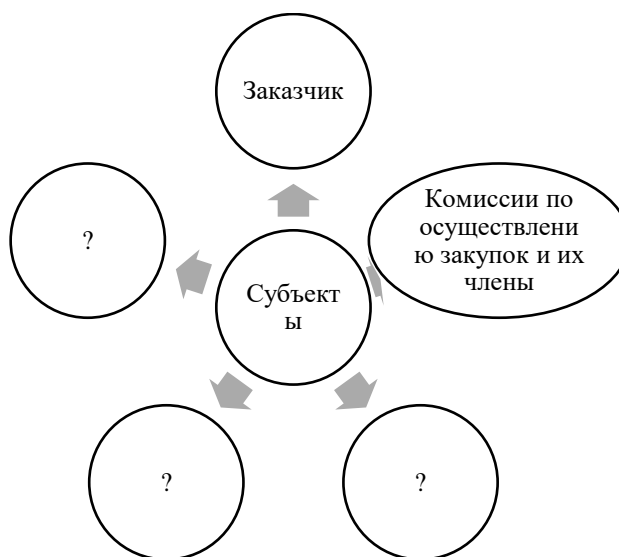 Заказчик
Комиссии по
осуществлени
ю закупок и их
члены
?
Субъект
ы
?
?